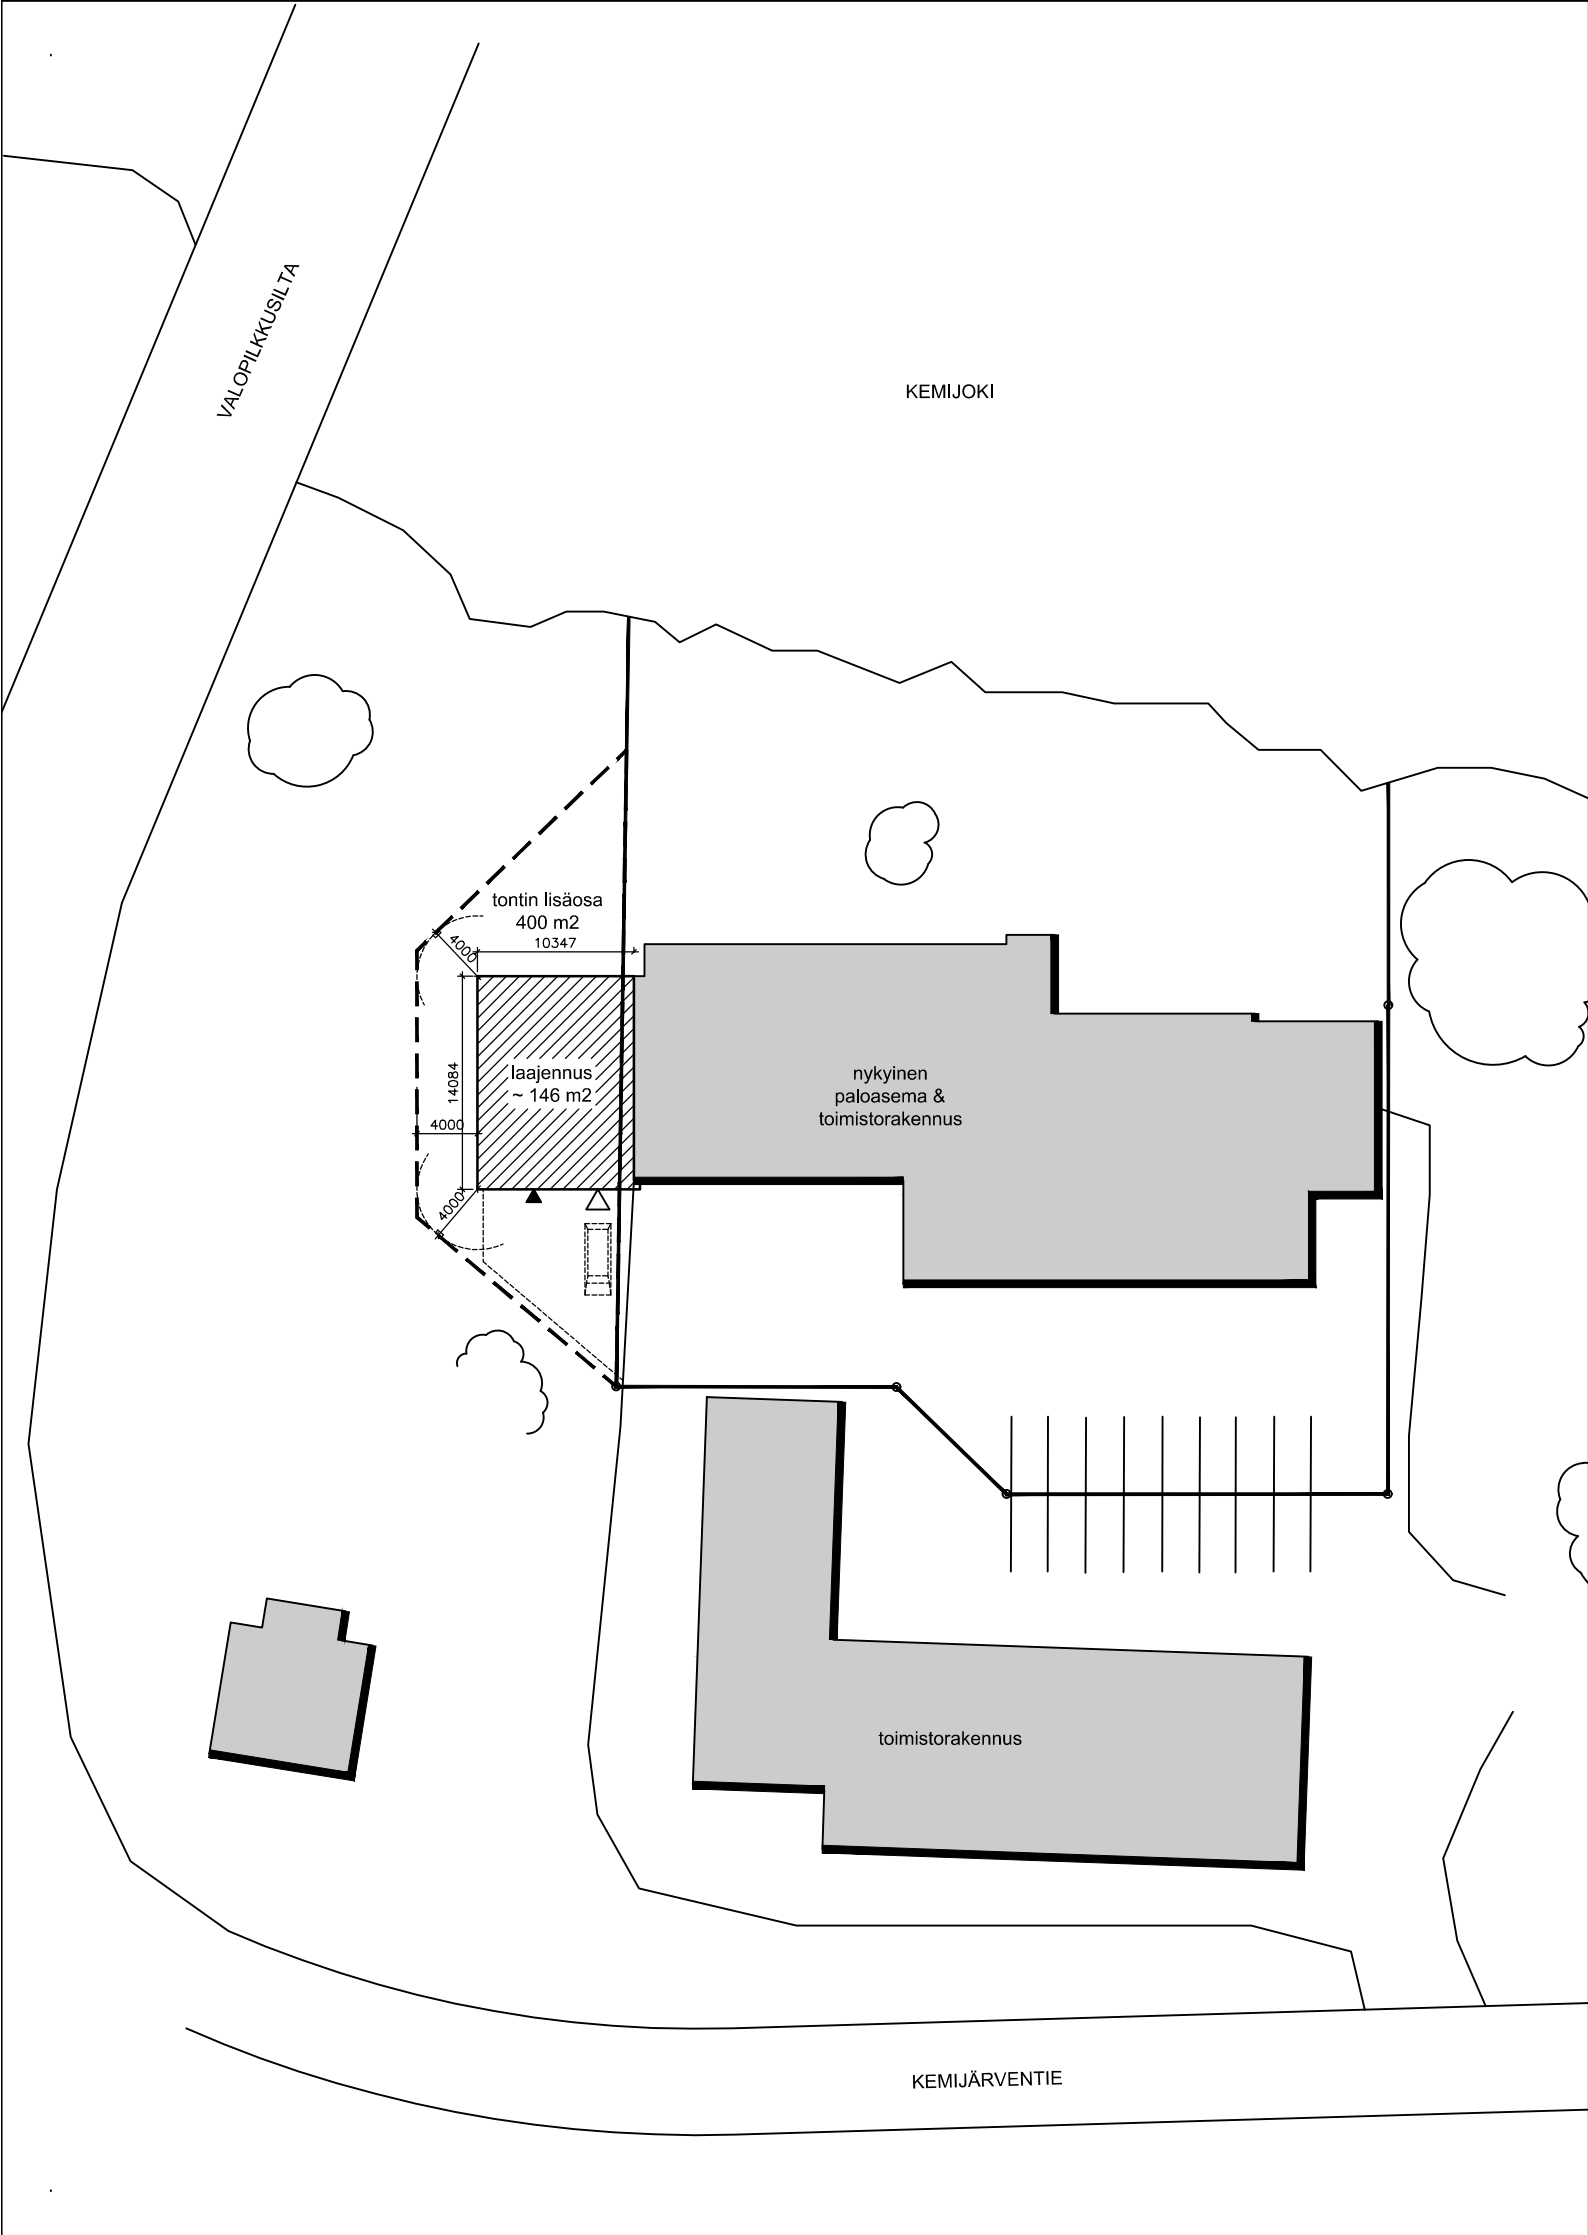 VALOPILKKUSILTA
KEMIJOKI
tontin lisäosa
400 m2
10347
4000
14084
laajennus
~ 146 m2
4000
4000
nykyinen
paloasema &
toimistorakennus
toimistorakennus
KEMIJÄRVENTIE